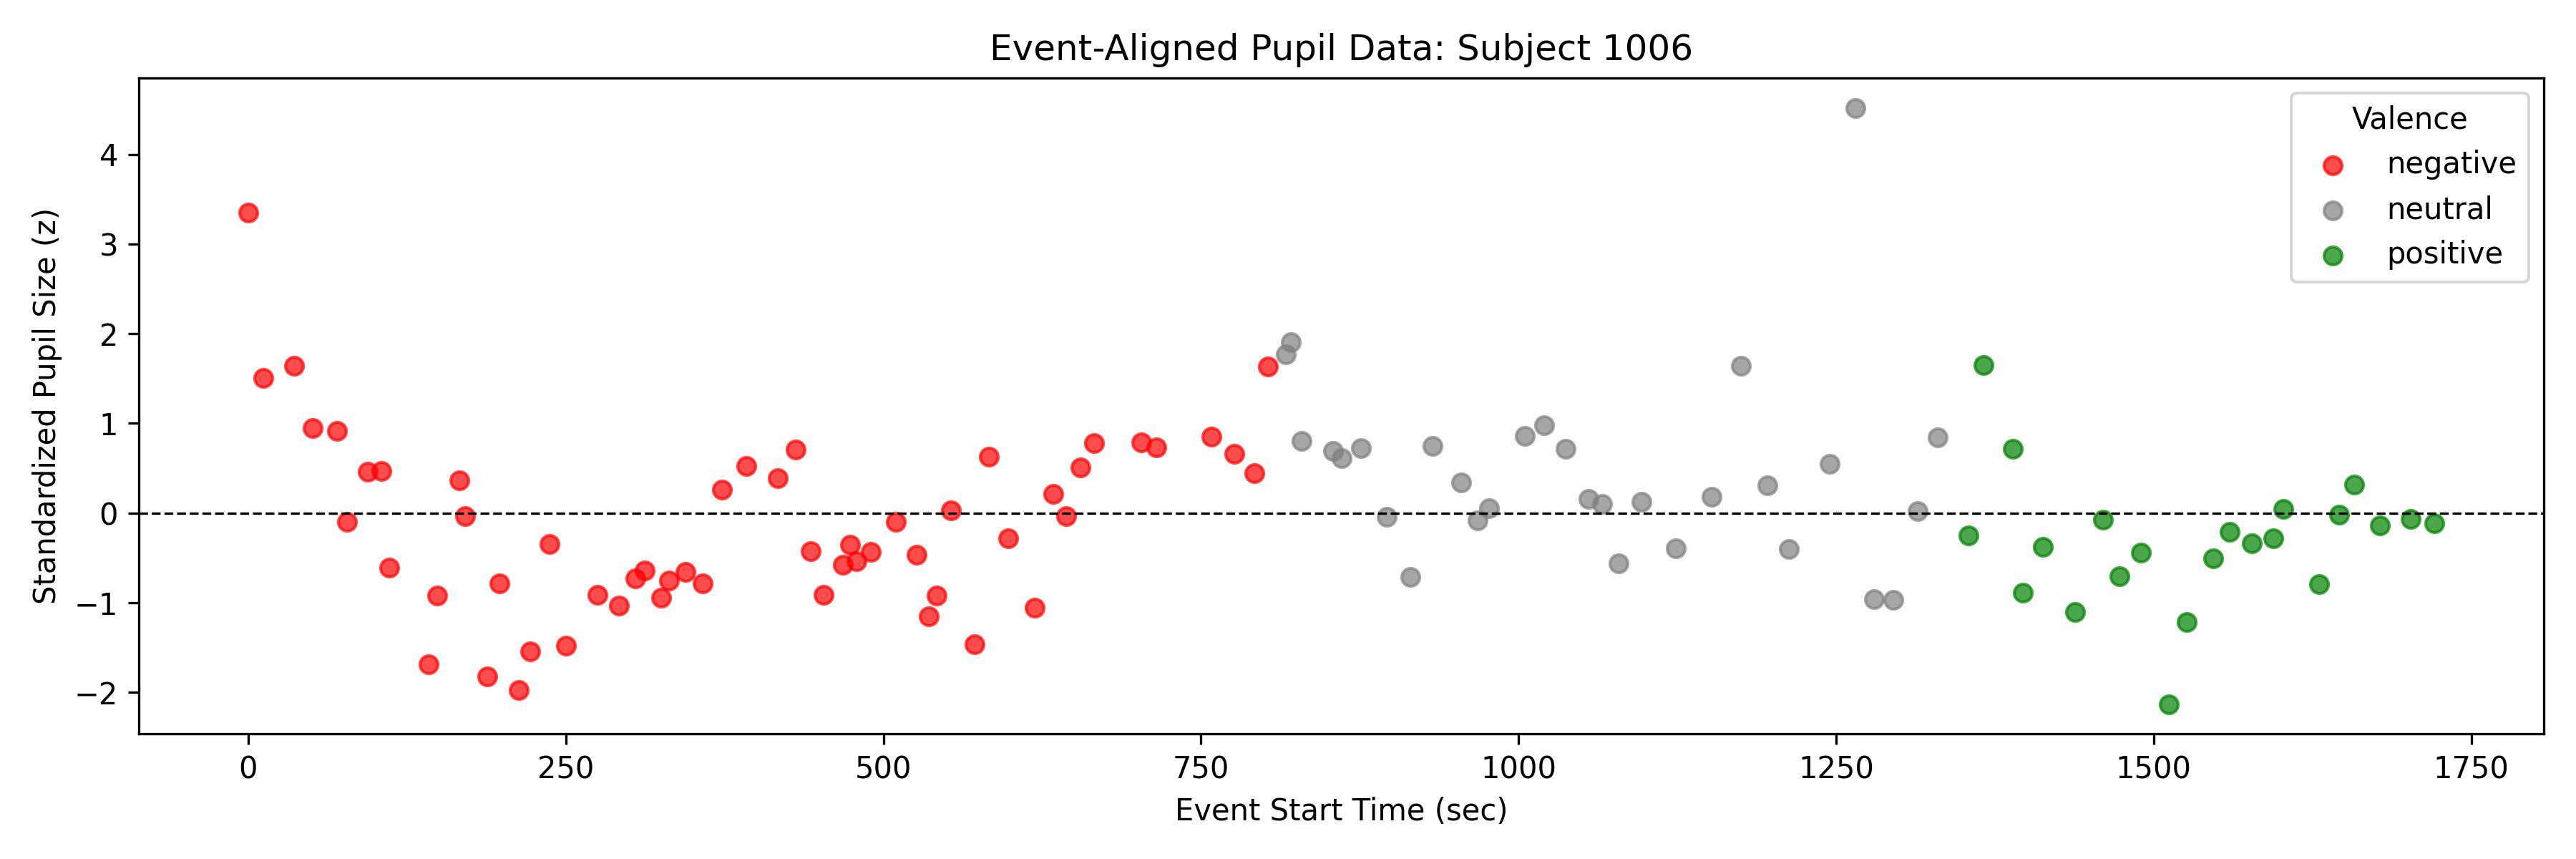 Event-Aligned Pupil Data: Subject 1006
Standardized Pupil Size (z)
4
3
2
1
0
−1
−2
Valence
negative
neutral
positive
0 250 500 750 1000 1250 1500 1750
Event Start Time (sec)